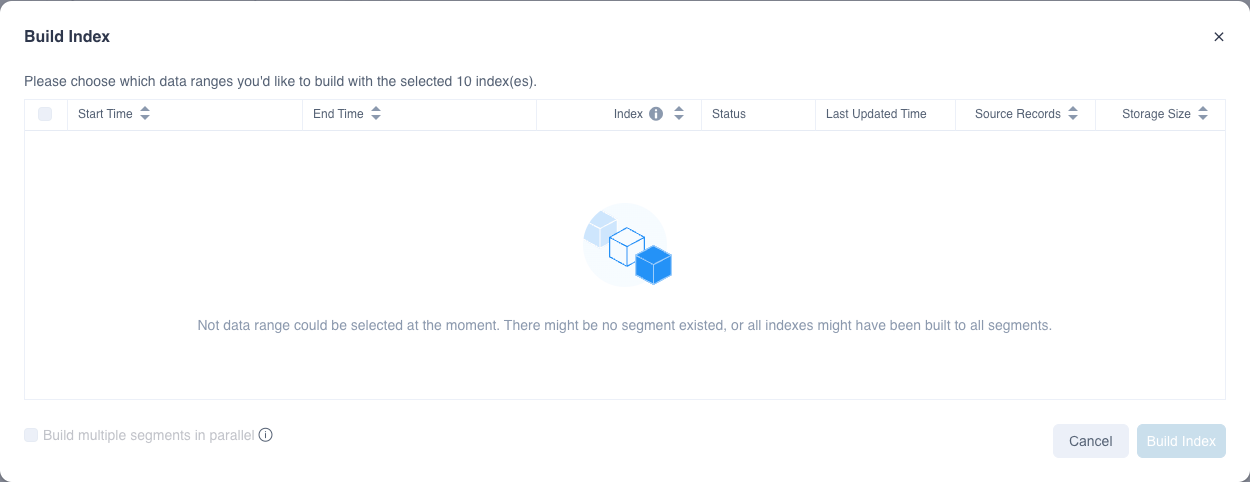 Build Index
Please choose which data ranges you'd like to build with the selected 10 index(es).
Start Time End Time Index Status Last Updated Time Source Records Storage Size
Not data range could be selected at the moment. There might be no segment existed, or all indexes might have been built to all segments.
Build multiple segments in parallel
Cancel Build Index